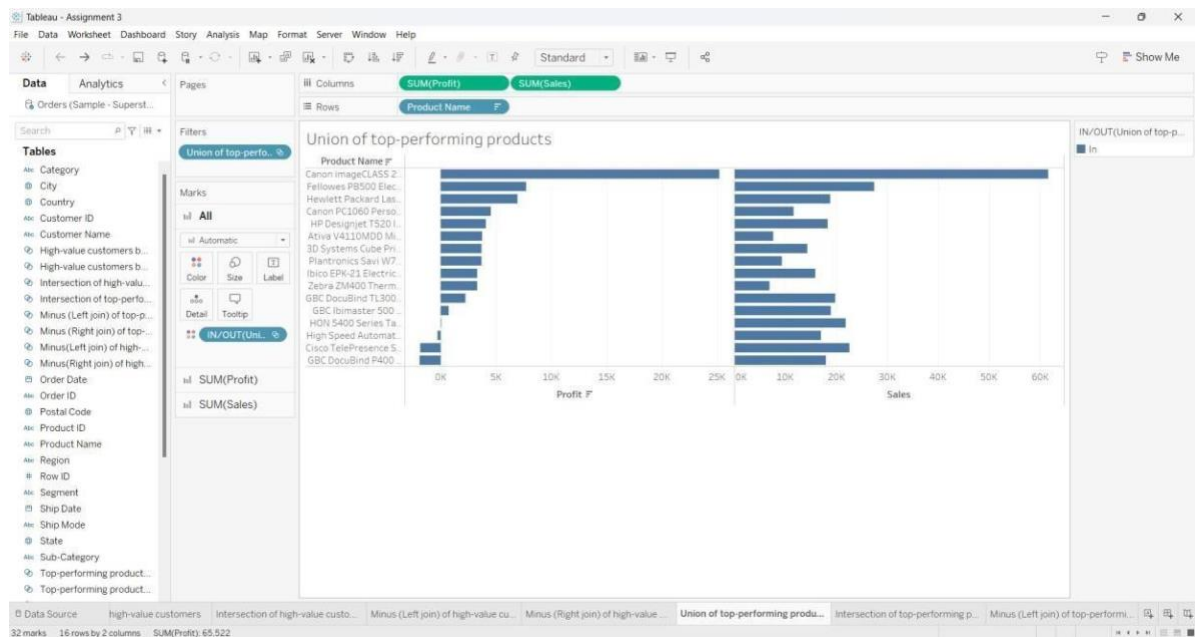 Tableau - Assignment 3
File Data Worksheet Dashboard Story Analysis Map Format Server Window Help
Standard
Show Me
Data Analytics
Orders (Sample - Superst...
Search
Tables
Abc Category
City
Country
Abc Customer ID
Abc Customer Name
High-value customers b...
High-value customers b...
Intersection of high-valu...
Intersection of top-perfo...
Minus (Left join) of top-p...
Minus (Right join) of top-...
Minus(Left join) of high-...
Minus(Right join) of high...
Order Date
Abc Order ID
Postal Code
Abc Product ID
Abc Product Name
Abc Region
# Row ID
Abc Segment
Ship Date
Abc Ship Mode
State
Abc Sub-Category
Top-performing product...
Top-performing product...
Pages
Filters
Union of top-perfo..
Marks
All
Automatic
Color Size Label
Detail Tooltip
IN/OUT(Uni..
SUM(Profit)
SUM(Sales)
Columns SUM(Profit) SUM(Sales)
Rows Product Name
Union of top-performing products
Product Name
Canon imageCLASS 2..
Fellowes PB500 Elec..
Hewlett Packard Las..
Canon PC1060 Perso..
HP Designjet T520 I..
Ativa V4110MDD Mi..
3D Systems Cube Pri..
Plantronics Savi W7..
Ibico EPK-21 Electric..
Zebra ZM400 Therm..
GBC DocuBind TL300..
GBC Ibimaster 500 ..
HON 5400 Series Ta..
High Speed Automat..
Cisco TelePresence S..
GBC DocuBind P400 ..
0K 5K 10K 15K 20K 25K 0K 10K 20K 30K 40K 50K 60K
Profit Sales
IN/OUT(Union of top-p...
In
Data Source high-value customers Intersection of high-value custo... Minus (Left join) of high-value cu... Minus (Right join) of high-value ... Union of top-performing produ... Intersection of top-performing p... Minus (Left join) of top-performi...
32 marks 16 rows by 2 columns SUM(Profit): 65,522